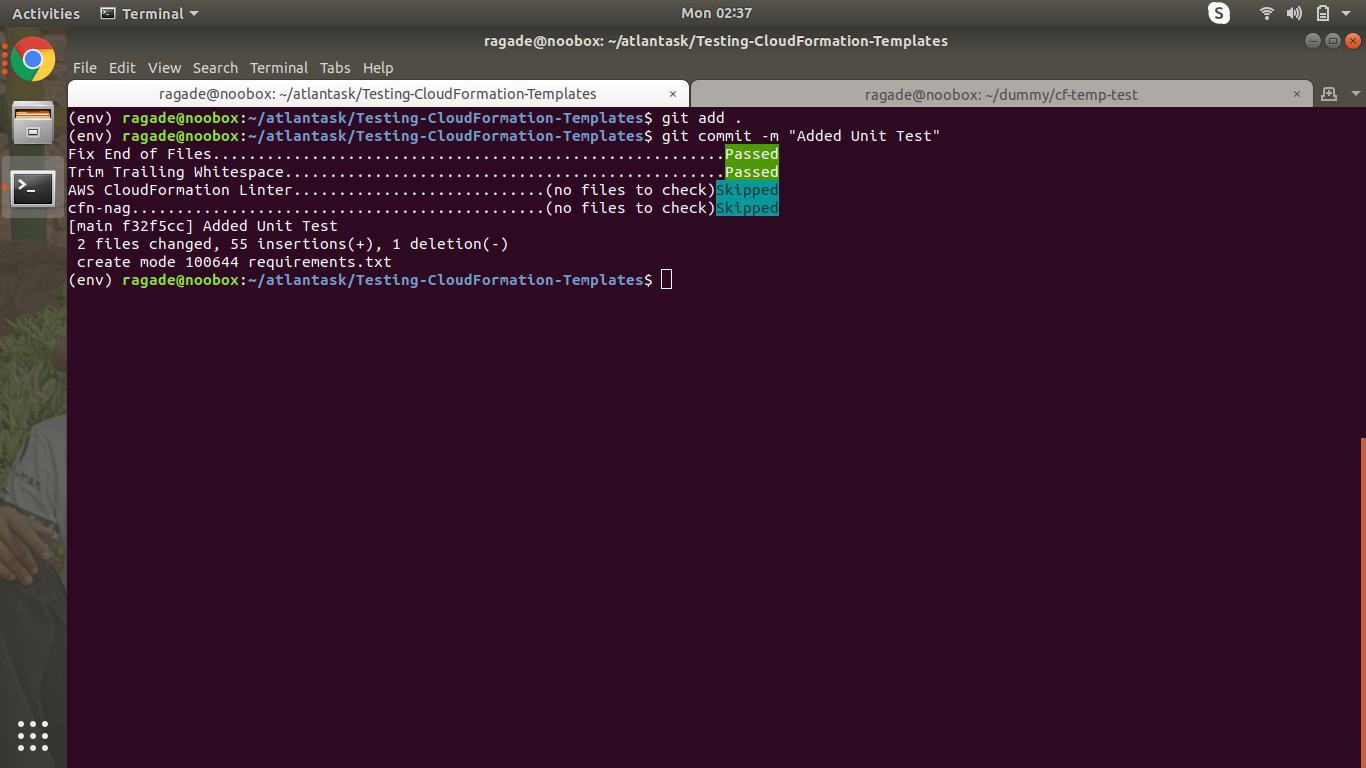 Activities Terminal Mon 02:37 S
ragade@noobox: ~/atlantask/Testing-CloudFormation-Templates
File Edit View Search Terminal Tabs Help
ragade@noobox: ~/atlantask/Testing-CloudFormation-Templates × ragade@noobox: ~/dummy/cf-temp-test ×
(env) ragade@noobox:~/atlantask/Testing-CloudFormation-Templates$ git add .
(env) ragade@noobox:~/atlantask/Testing-CloudFormation-Templates$ git commit -m "Added Unit Test"
Fix End of Files.........................................................Passed
Trim Trailing Whitespace.................................................Passed
AWS CloudFormation Linter............................(no files to check)Skipped
cfn-nag..............................................(no files to check)Skipped
[main f32f5cc] Added Unit Test
 2 files changed, 55 insertions(+), 1 deletion(-)
 create mode 100644 requirements.txt
(env) ragade@noobox:~/atlantask/Testing-CloudFormation-Templates$